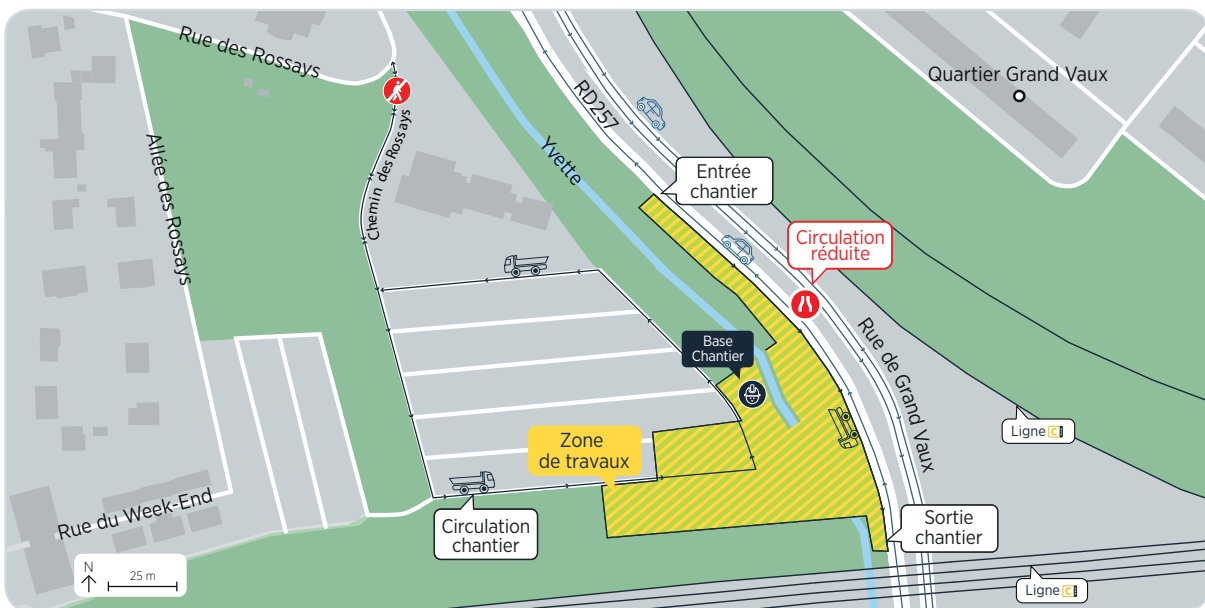 Rue des Rossays
Quartier Grand Vaux
RD257
Chemin des Rossays
Allée des Rossays
Yvette
Entrée
chantier
Circulation
réduite
Base
Chantier
Rue de Grand Vaux
Ligne C
Zone
de travaux
Rue du Week-End
Circulation
chantier
Sortie
chantier
N
25 m
Ligne C